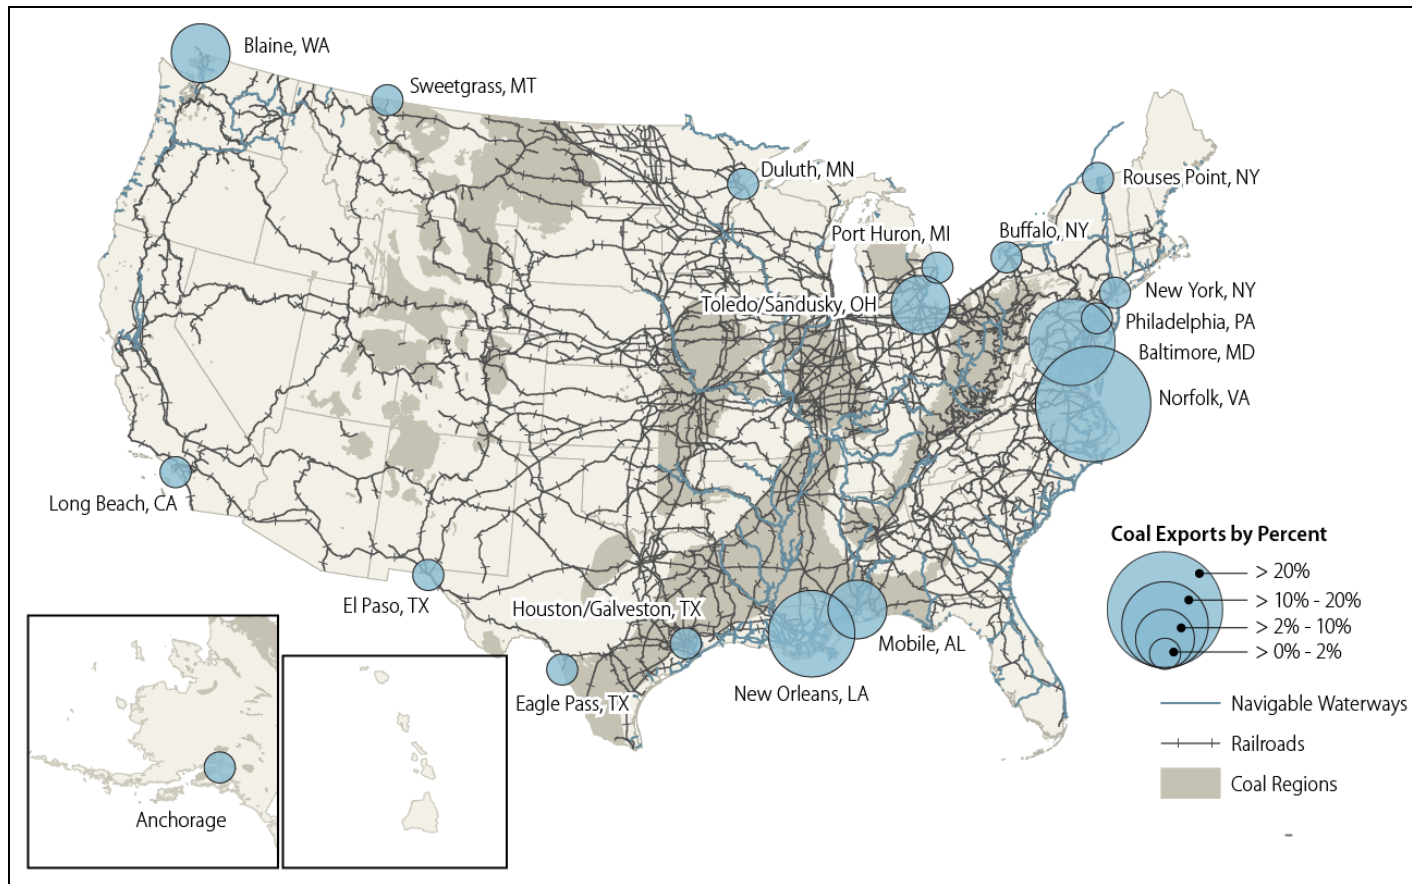 Blaine, WA
Sweetgrass, MT
Duluth, MN
Rouses Point, NY
Port Huron, MI
Buffalo, NY
Toledo/Sandusky, OH
New York, NY
Philadelphia, PA
Baltimore, MD
Norfolk, VA
Long Beach, CA
El Paso, TX
Houston/Galveston, TX
Mobile, AL
New Orleans, LA
Eagle Pass, TX
Anchorage
Coal Exports by Percent
> 20%
> 10% - 20%
> 2% - 10%
> 0% - 2%
Navigable Waterways
Railroads
Coal Regions